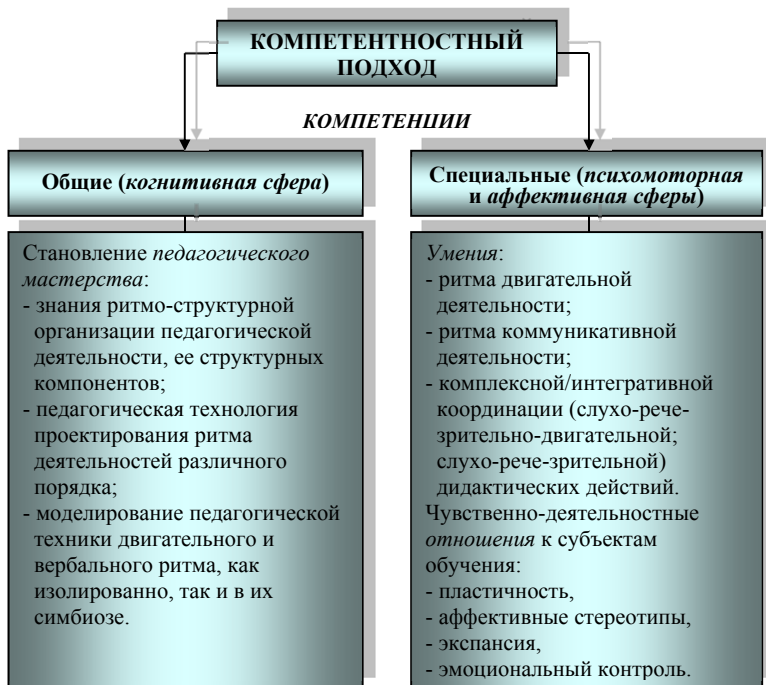 КОМПЕТЕНТНОСТНЫЙ
ПОДХОД
КОМПЕТЕНЦИИ
Общие (когнитивная сфера)
Становление педагогического
мастерства:
- знания ритмо-структурной
организации педагогической
деятельности, ее структурных
компонентов;
- педагогическая технология
проектирования ритма
деятельностей различного
порядка;
- моделирование педагогической
техники двигательного и
вербального ритма, как
изолированно, так и в их
симбиозе.
Специальные (психомоторная
и аффективная сферы)
Умения:
- ритма двигательной
деятельности;
- ритма коммуникативной
деятельности;
- комплексной/интегративной
координации (слухо-рече-
зрительно-двигательной;
слухо-рече-зрительной)
дидактических действий.
Чувственно-деятельностные
отношения к субъектам
обучения:
- пластичность,
- аффективные стереотипы,
- экспансия,
- эмоциональный контроль.